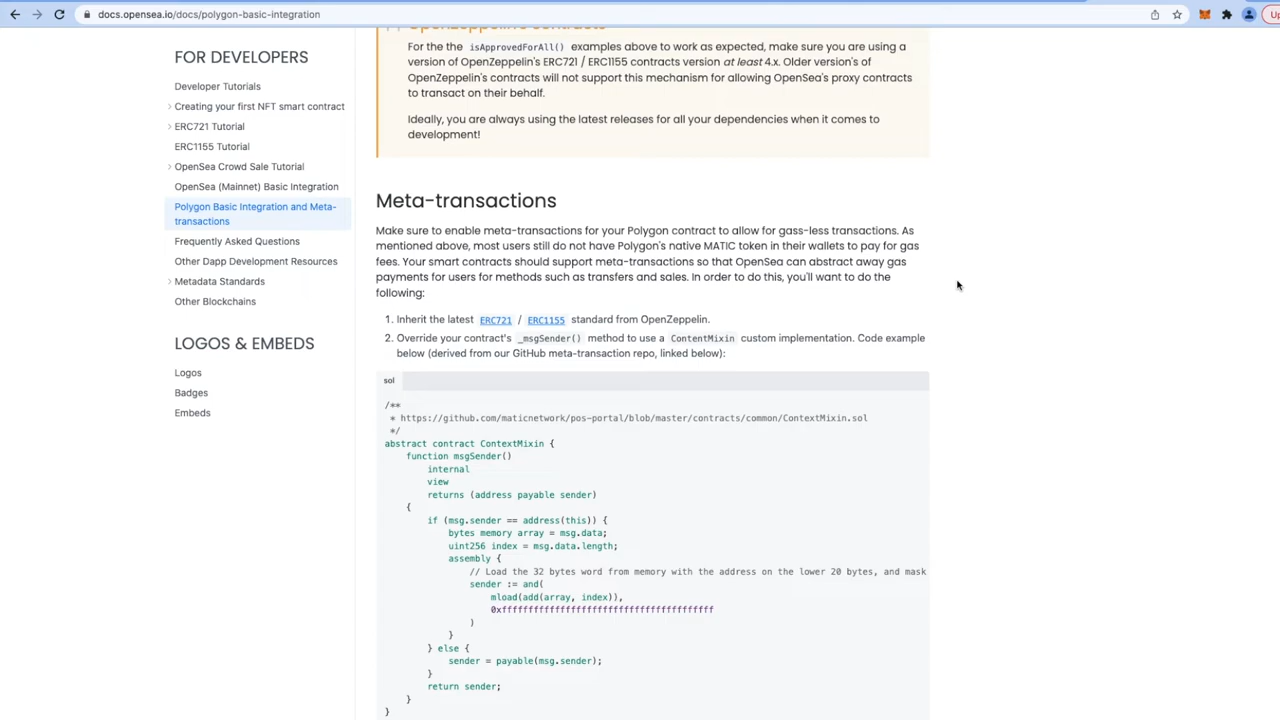 docs.opensea.io/docs/polygon-basic-integration
FOR DEVELOPERS
Developer Tutorials
Creating your first NFT smart contract
ERC721 Tutorial
ERC1155 Tutorial
OpenSea Crowd Sale Tutorial
OpenSea (Mainnet) Basic Integration
Polygon Basic Integration and Meta-
transactions
Frequently Asked Questions
Other Dapp Development Resources
Metadata Standards
Other Blockchains
LOGOS & EMBEDS
Logos
Badges
Embeds
OpenZeppelin contracts
For the the isApprovedForAll() examples above to work as expected, make sure you are using a
version of OpenZeppelin's ERC721 / ERC1155 contracts version at least 4.x. Older version's of
OpenZeppelin's contracts will not support this mechanism for allowing OpenSea's proxy contracts
to transact on their behalf.
Ideally, you are always using the latest releases for all your dependencies when it comes to
development!
Meta-transactions
Make sure to enable meta-transactions for your Polygon contract to allow for gass-less transactions. As
mentioned above, most users still do not have Polygon's native MATIC token in their wallets to pay for gas
fees. Your smart contracts should support meta-transactions so that OpenSea can abstract away gas
payments for users for methods such as transfers and sales. In order to do this, you'll want to do the
following:
1. Inherit the latest ERC721 / ERC1155 standard from OpenZeppelin.
2. Override your contract's _msgSender() method to use a ContentMixin custom implementation. Code example
below (derived from our GitHub meta-transaction repo, linked below):
sol
/**
* https://github.com/maticnetwork/pos-portal/blob/master/contracts/common/ContextMixin.sol
*/
abstract contract ContextMixin {
function msgSender()
internal
view
returns (address payable sender)
{
if (msg.sender == address(this)) {
bytes memory array = msg.data;
uint256 index = msg.data.length;
assembly {
// Load the 32 bytes word from memory with the address on the lower 20 bytes, and mask
sender := and(
mload(add(array, index)),
0xffffffffffffffffffffffffffffffffffffffff
)
}
} else {
sender = payable(msg.sender);
}
return sender;
}
}